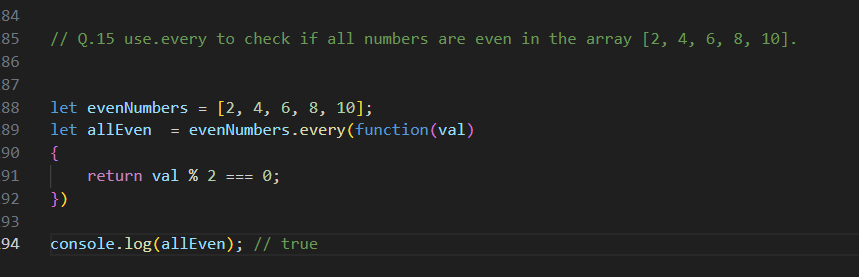 84
85 // Q.15 use.every to check if all numbers are even in the array [2, 4, 6, 8, 10].
86
87
88 let evenNumbers = [2, 4, 6, 8, 10];
89 let allEven  = evenNumbers.every(function(val)
90 {
91     return val % 2 === 0;
92 })
93
94 console.log(allEven); // true